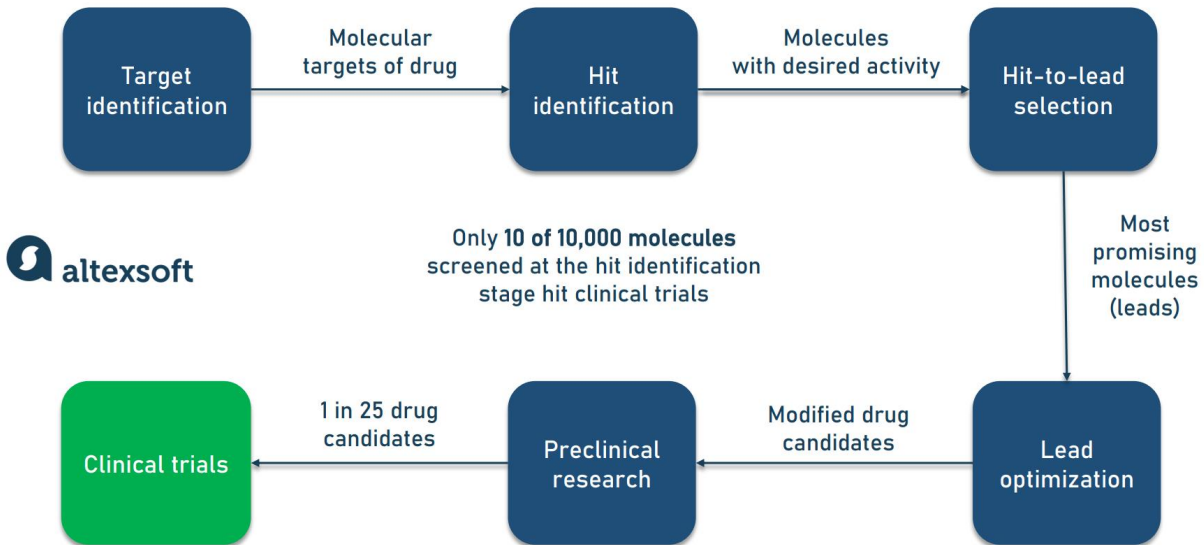 Target
identification
Molecular
targets of drug
Hit
identification
Molecules
with desired activity
Hit-to-lead
selection
altexsoft
Only 10 of 10,000 molecules
screened at the hit identification
stage hit clinical trials
Most
promising
molecules
(leads)
Clinical trials
1 in 25 drug
candidates
Preclinical
research
Modified drug
candidates
Lead
optimization